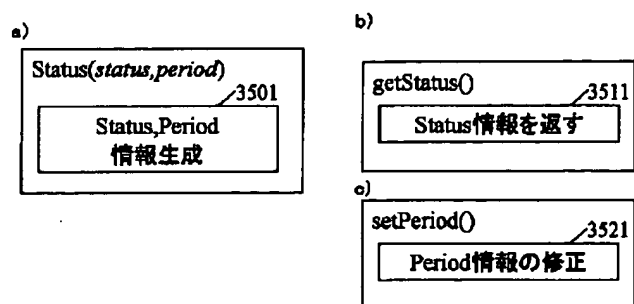 a)
Status(status,period)
3501
Status,Period
情報生成
b)
getStatus()
3511
Status情報を返す
c)
setPeriod()
3521
Period情報の修正